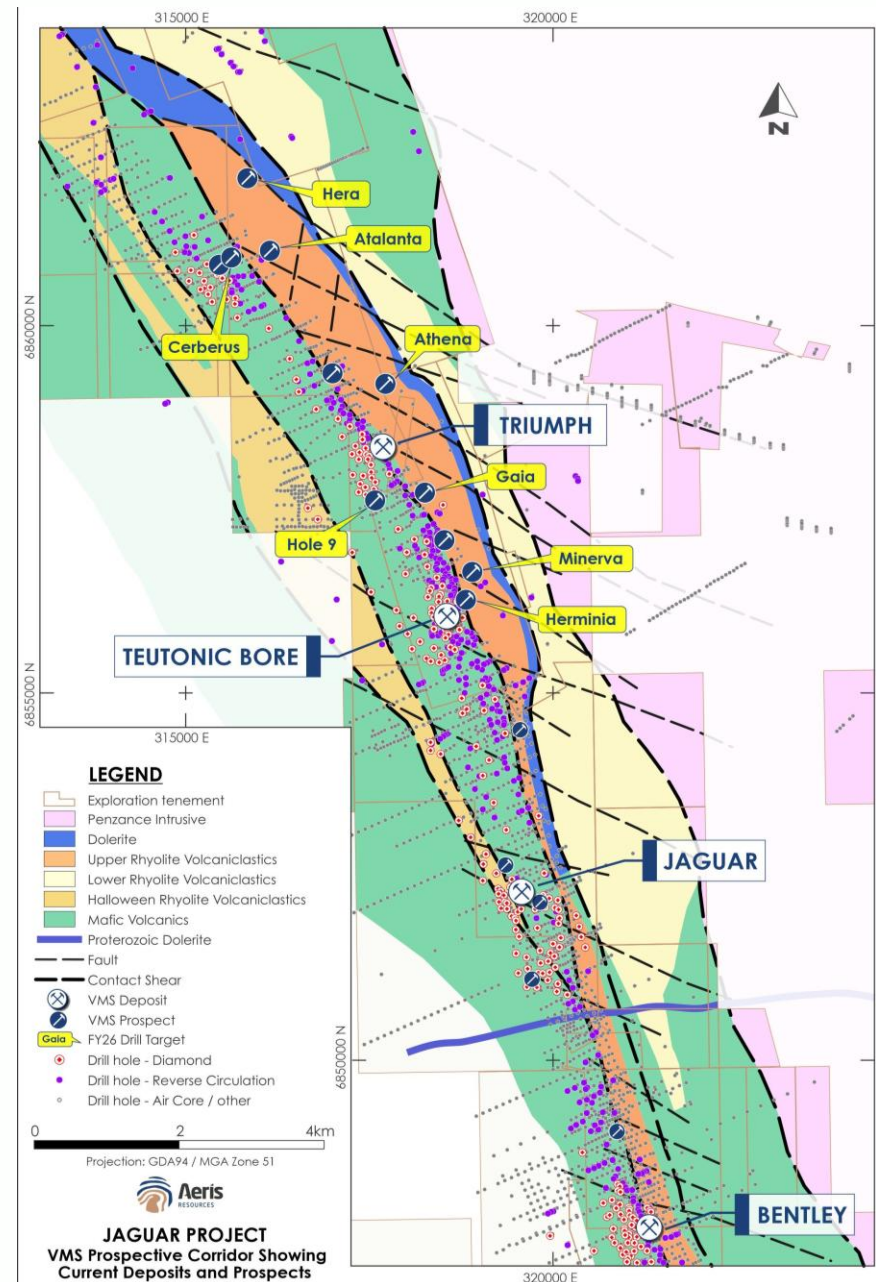 315000 E
320000 E
N
Hera
Atalanta
6860000 N
Cerberus
Athena
TRIUMPH
Gaia
Hole 9
Minerva
Herminia
TEUTONIC BORE
6855000 N
315000 E
LEGEND
Exploration tenement
Penzance Intrusive
Dolerite
Upper Rhyolite Volcaniclastics
Lower Rhyolite Volcaniclastics
Halloween Rhyolite Volcaniclastics
Mafic Volcanics
Proterozoic Dolerite
Fault
Contact Shear
VMS Deposit
VMS Prospect
Gaia FY26 Drill Target
Drill hole - Diamond
Drill hole - Reverse Circulation
Drill hole - Air Core / other
JAGUAR
6850000 N
0 2 4km
Projection: GDA94 / MGA Zone 51
Aeris
RESOURCES
BENTLEY
JAGUAR PROJECT
VMS Prospective Corridor Showing
Current Deposits and Prospects
320000 E